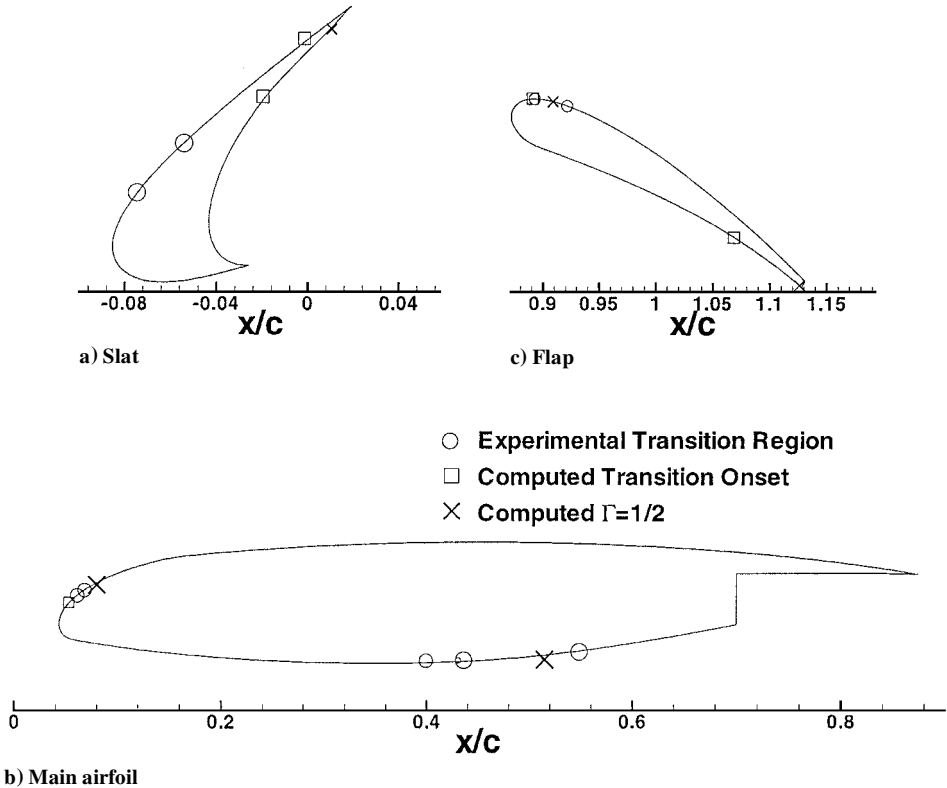 -0.08 -0.04 0 0.04
x/c
a) Slat
0.9 0.95 1 1.05 1.1 1.15
x/c
c) Flap
Experimental Transition Region
Computed Transition Onset
Computed Γ=1/2
0 0.2 0.4 0.6 0.8
x/c
b) Main airfoil